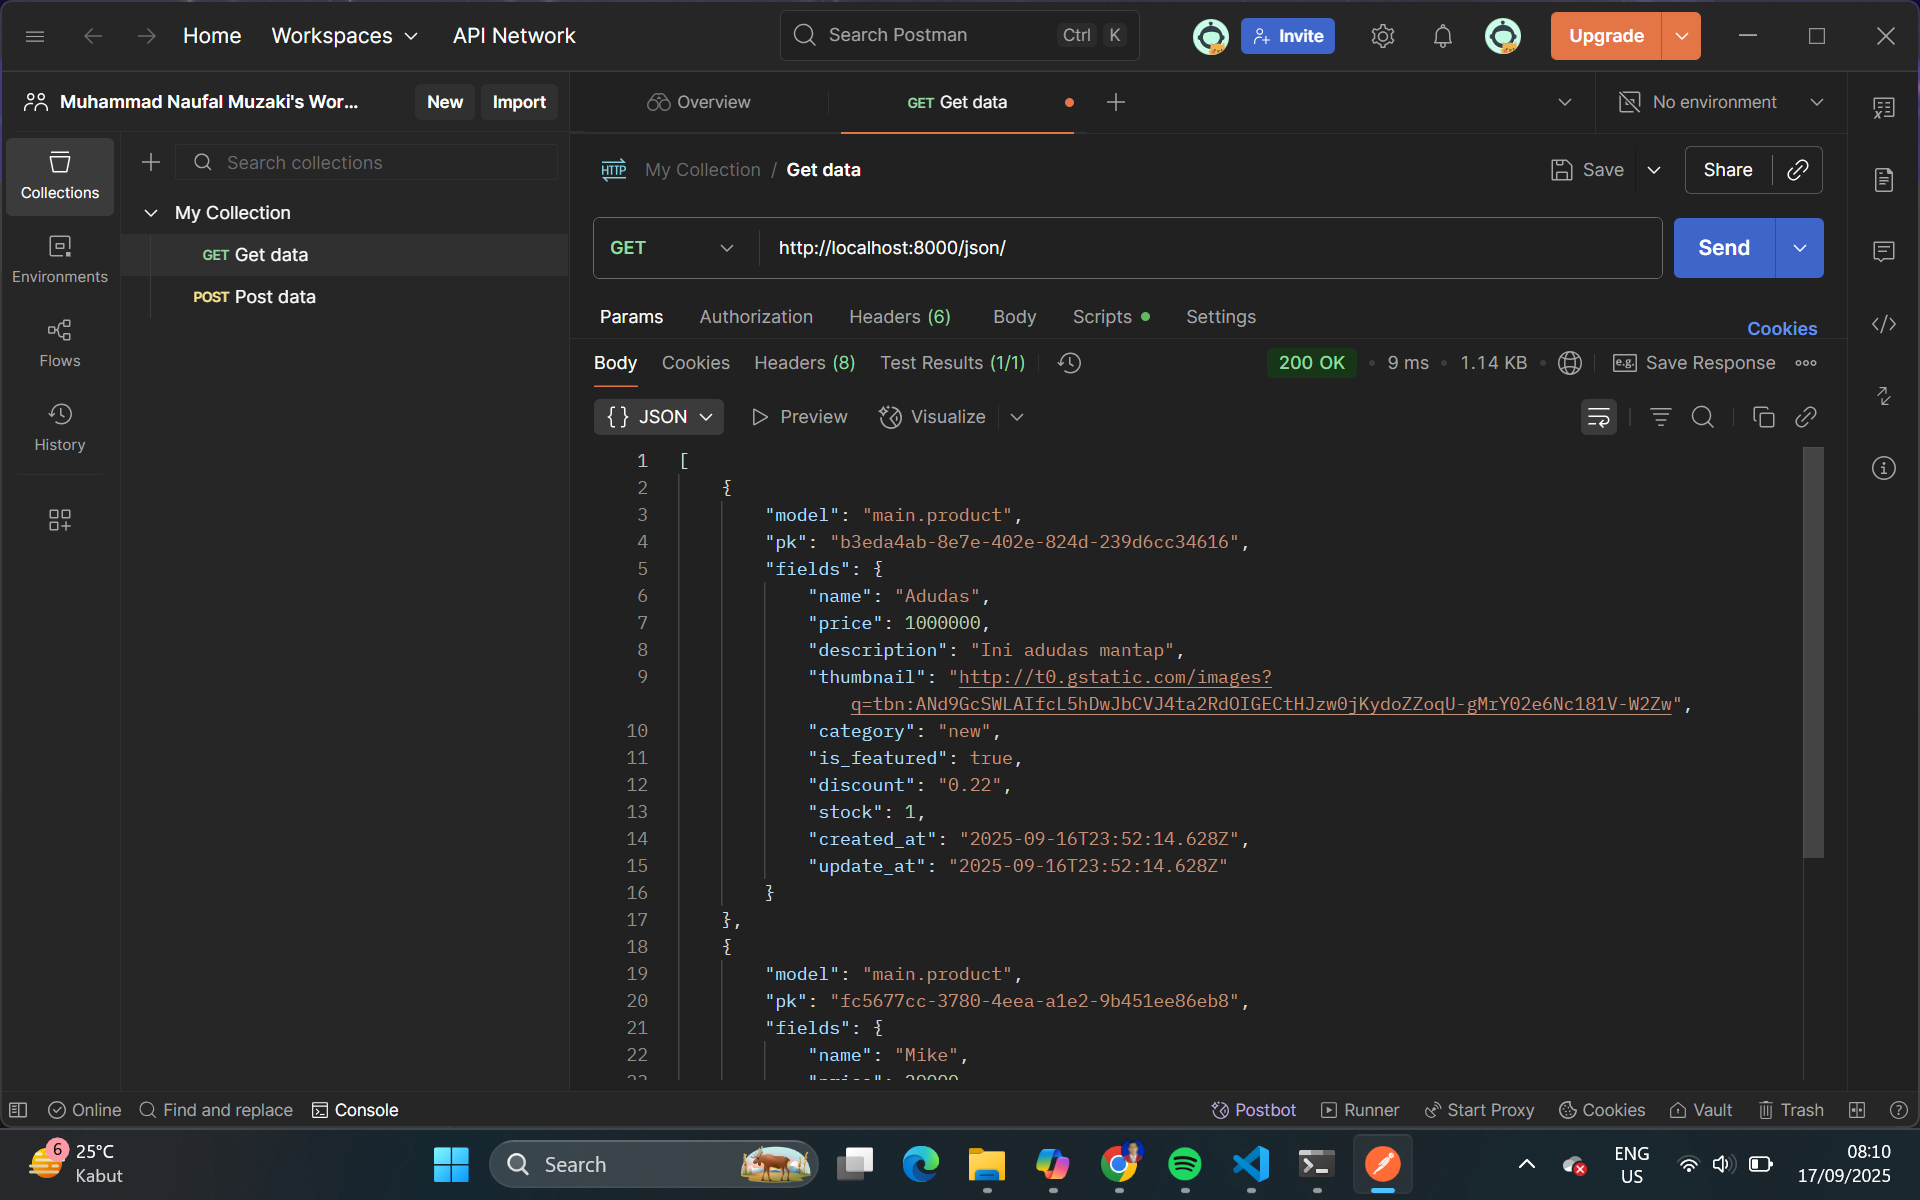 Home
Workspaces
API Network
Search Postman
Ctrl K
Invite
Upgrade
Muhammad Naufal Muzaki's Wor...
New
Import
Overview
GET Get data
No environment
Collections
Environments
Flows
History
Search collections
My Collection
GET Get data
POST Post data
HTTP
My Collection / Get data
Save
Share
GET
http://localhost:8000/json/
Send
Params
Authorization
Headers (6)
Body
Scripts
Settings
Cookies
Body
Cookies
Headers (8)
Test Results (1/1)
200 OK
9 ms
1.14 KB
e.g.
Save Response
{} JSON
Preview
Visualize
1 [
2 {
3 "model": "main.product",
4 "pk": "b3eda4ab-8e7e-402e-824d-239d6cc34616",
5 "fields": {
6 "name": "Adudas",
7 "price": 1000000,
8 "description": "Ini adudas mantap",
9 "thumbnail": "http://t0.gstatic.com/images?
q=tbn:ANd9GcSWLAIfcL5hDwJbCVJ4ta2RdOIGECtHJzw0jKydoZZoqU-gMrY02e6Nc181V-W2Zw",
10 "category": "new",
11 "is_featured": true,
12 "discount": "0.22",
13 "stock": 1,
14 "created_at": "2025-09-16T23:52:14.628Z",
15 "update_at": "2025-09-16T23:52:14.628Z"
16 }
17 },
18 {
19 "model": "main.product",
20 "pk": "fc5677cc-3780-4eea-a1e2-9b451ee86eb8",
21 "fields": {
22 "name": "Mike",
Online
Find and replace
Console
Postbot
Runner
Start Proxy
Cookies
Vault
Trash
6
25°C
Kabut
Search
ENG
US
08:10
17/09/2025